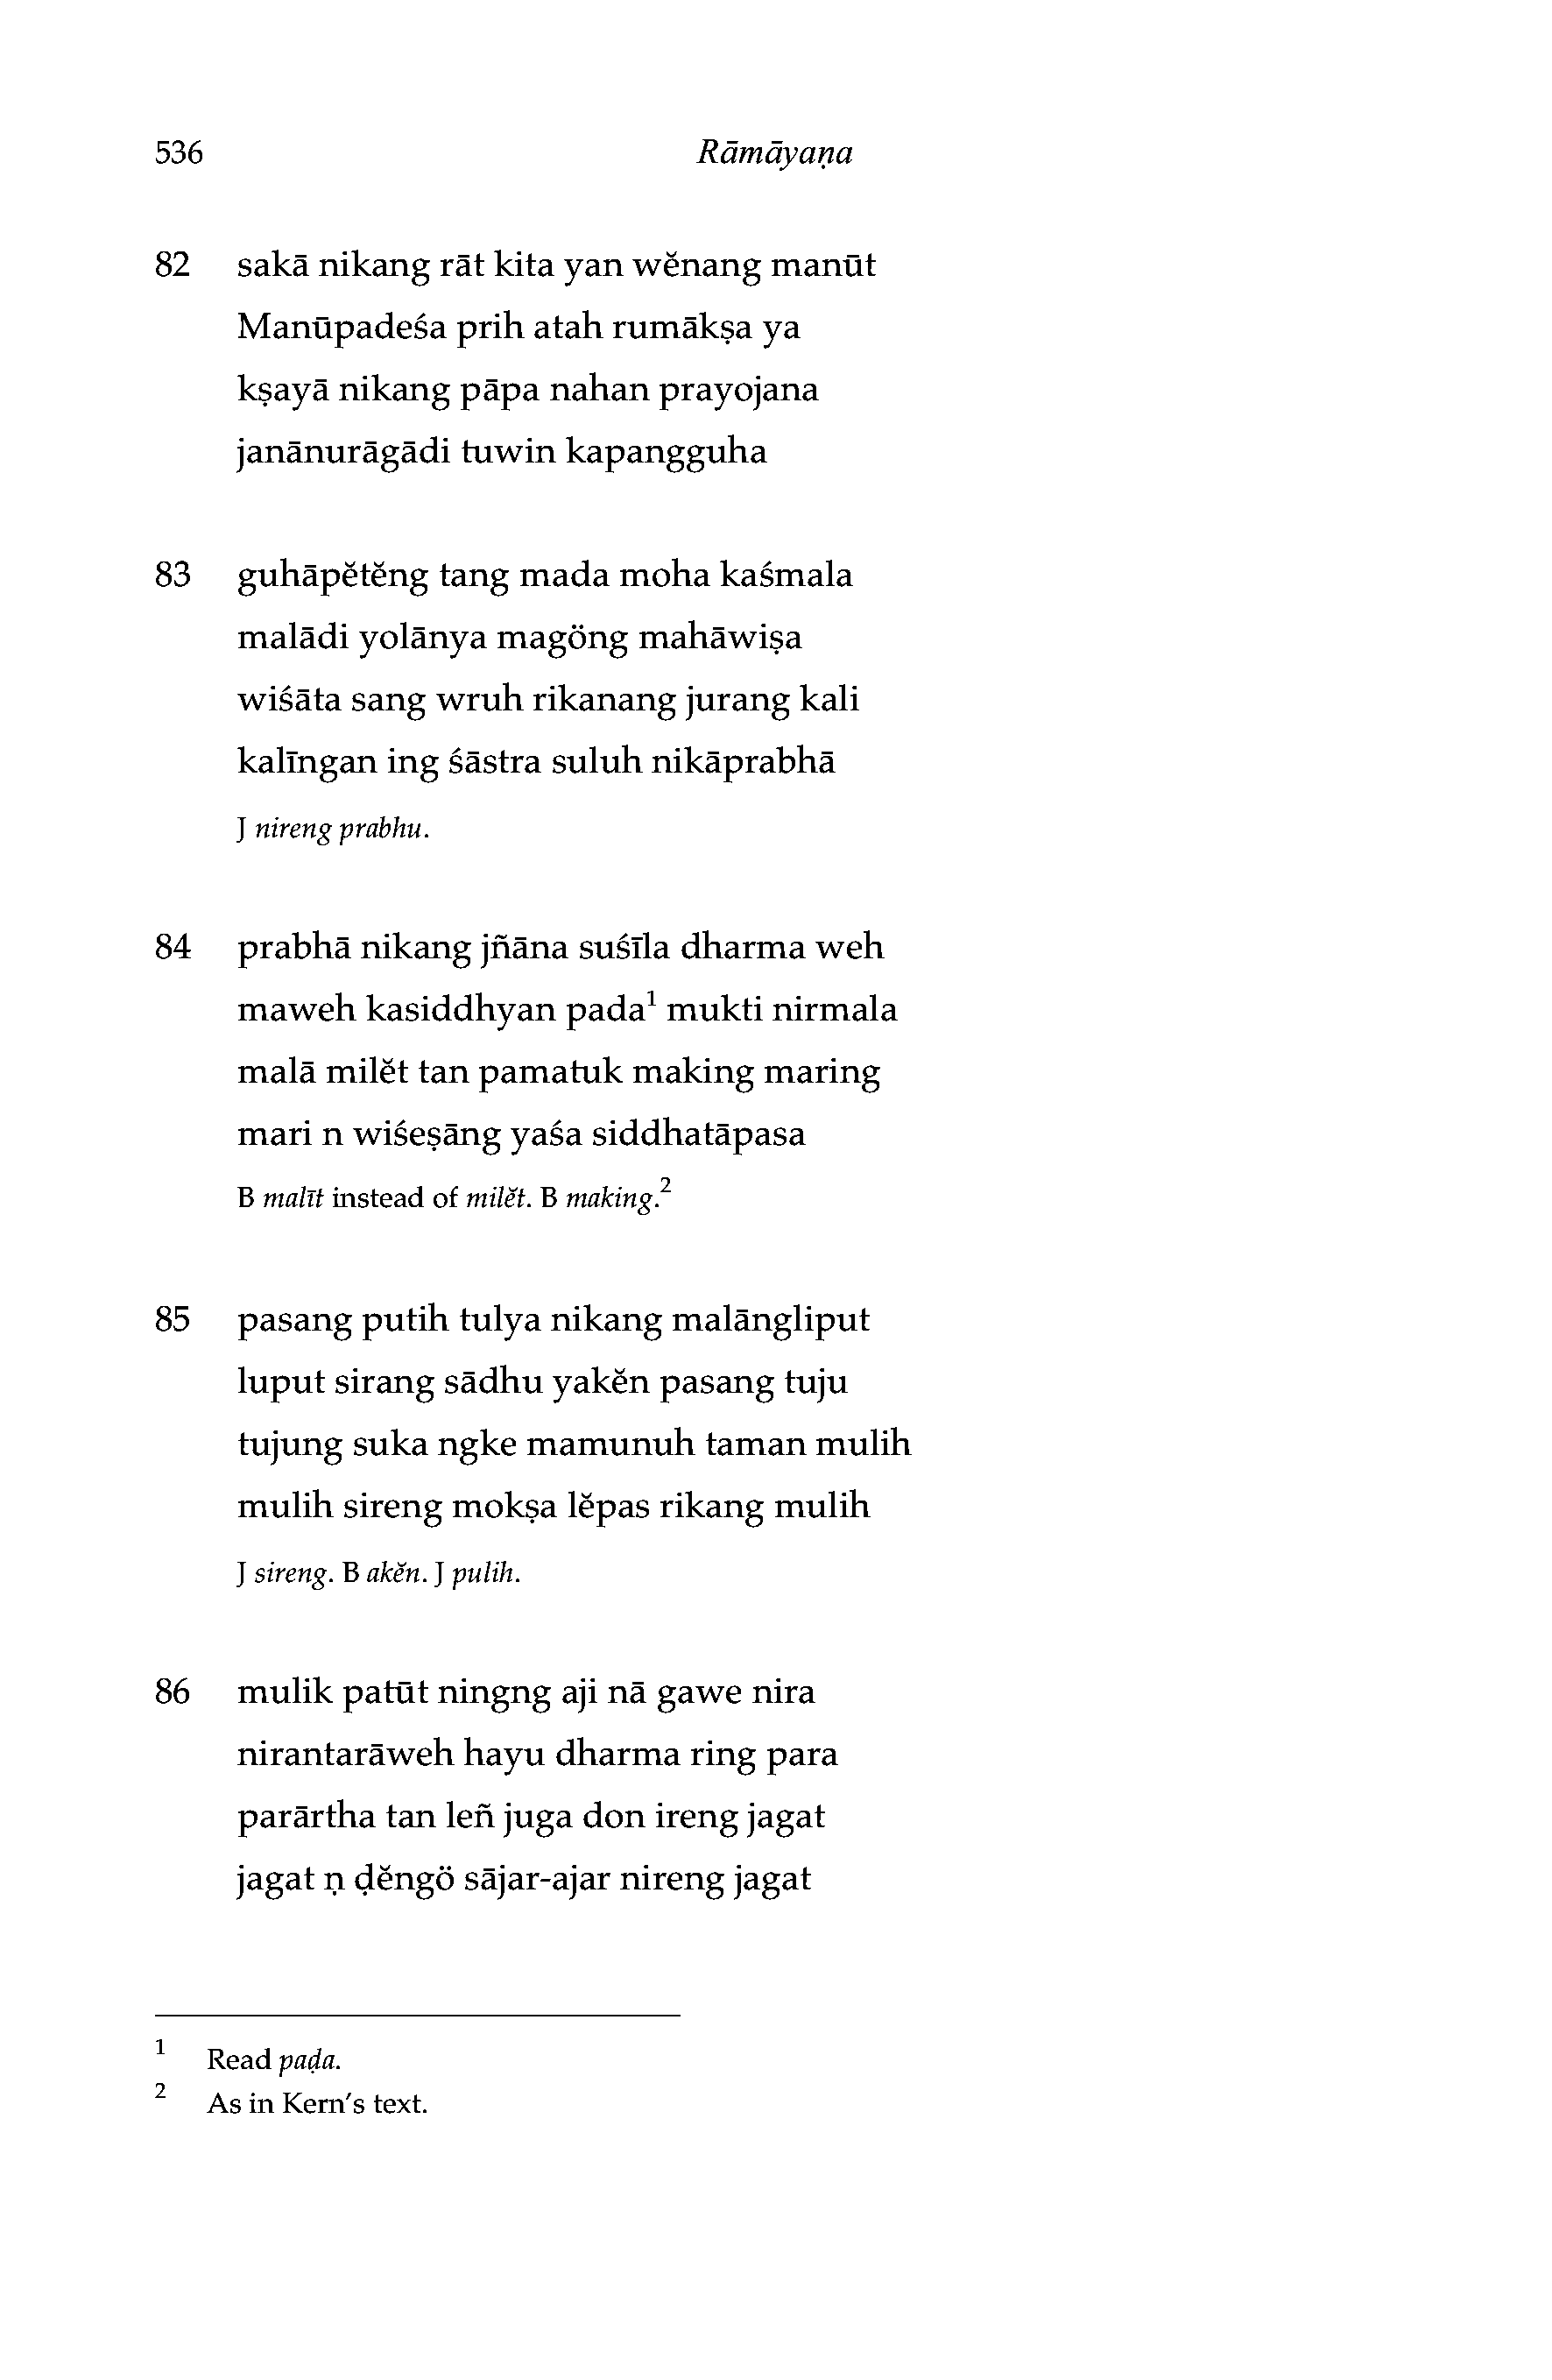 536 Rāmāyaṇa
82 sakā nikang rāt kita yan wĕnang manūt
Manūpadeśa prih atah rumākṣa ya
kṣayā nikang pāpa nahan prayojana
janānurāgādi tuwin kapangguha
83 guhāpĕtĕng tang mada moha kaśmala
malādi yolānya magöng mahāwiṣa
wiśāta sang wruh rikanang jurang kali
kalīngan ing śāstra suluh nikāprabhā
J nireng prabhu.
84 prabhā nikang jñāna suśīla dharma weh
maweh kasiddhyan pada¹ mukti nirmala
malā milĕt tan pamatuk making maring
mari n wiśeṣāng yaśa siddhatāpasa
B malīt instead of milĕt. B making.²
85 pasang putih tulya nikang malāngliput
luput sirang sādhu yakĕn pasang tuju
tujung suka ngke mamunuh taman mulih
mulih sireng mokṣa lĕpas rikang mulih
J sireng. B akĕn. J pulih.
86 mulik patūt ningng aji nā gawe nira
nirantarāweh hayu dharma ring para
parārtha tan leñ juga don ireng jagat
jagat ṇ ḍĕngö sājar-ajar nireng jagat
1 Read paḍa.
2 As in Kern's text.